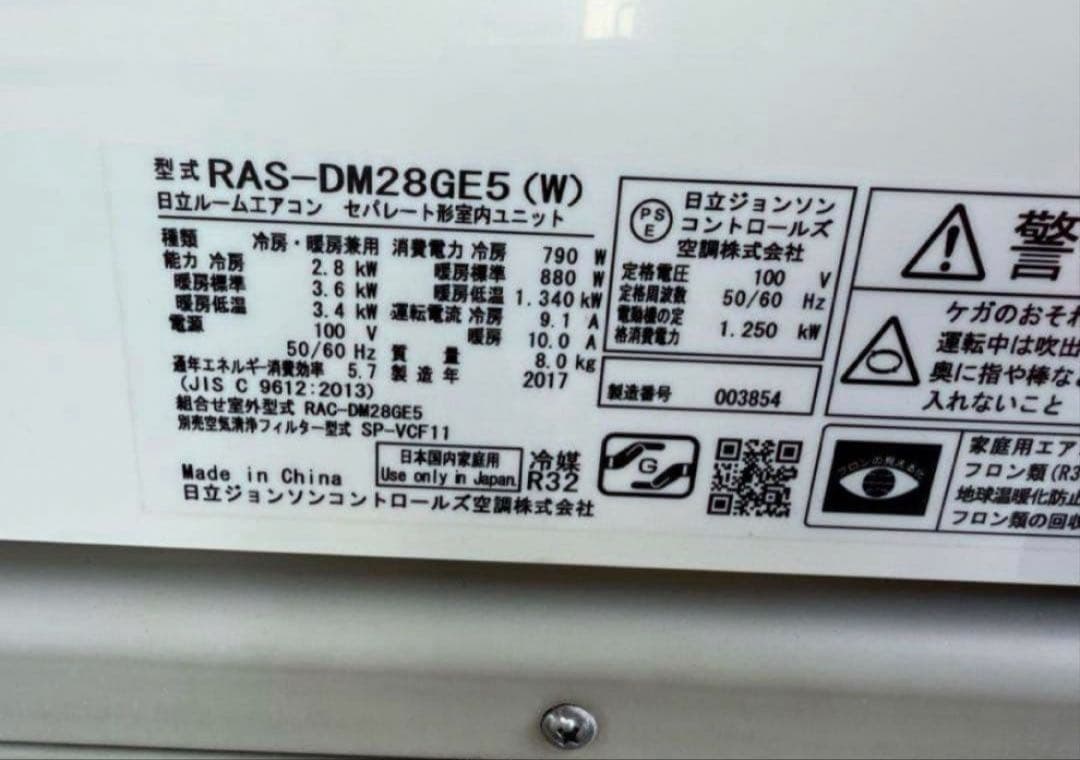 型式 RAS-DM28GE5 (W)
日立ルームエアコン セパレート形室内ユニット
種類 冷房・暖房兼用
能力 冷房 2.8 kW
暖房標準 3.6 kW
暖房低温 3.4 kW
電源 100 V
50/60 Hz
消費電力 冷房 790 W
暖房標準 880 W
暖房低温 1.340 kW
運転電流 冷房 9.1 A
暖房 10.0 A
質量 8.0 kg
製造年 2017
通年エネルギー消費効率 5.7
(JIS C 9612:2013)
組合せ室外型式 RAC-DM28GE5
別売空気清浄フィルター型式 SP-VCF11
Made in China
日本国内家庭用
Use only in Japan.
冷媒
R32
日立ジョンソンコントロールズ空調株式会社
PS
E
日立ジョンソン
コントロールズ
空調株式会社
定格電圧 100 V
定格周波数 50/60 Hz
電動機の定
格消費電力 1.250 kW
製造番号 003854
G
フロンの見える化
警
ケガのおそれ
運転中は吹出
奥に指や棒な
入れないこと
家庭用エア
フロン類(R3
地球温暖化防止
フロン類の回収